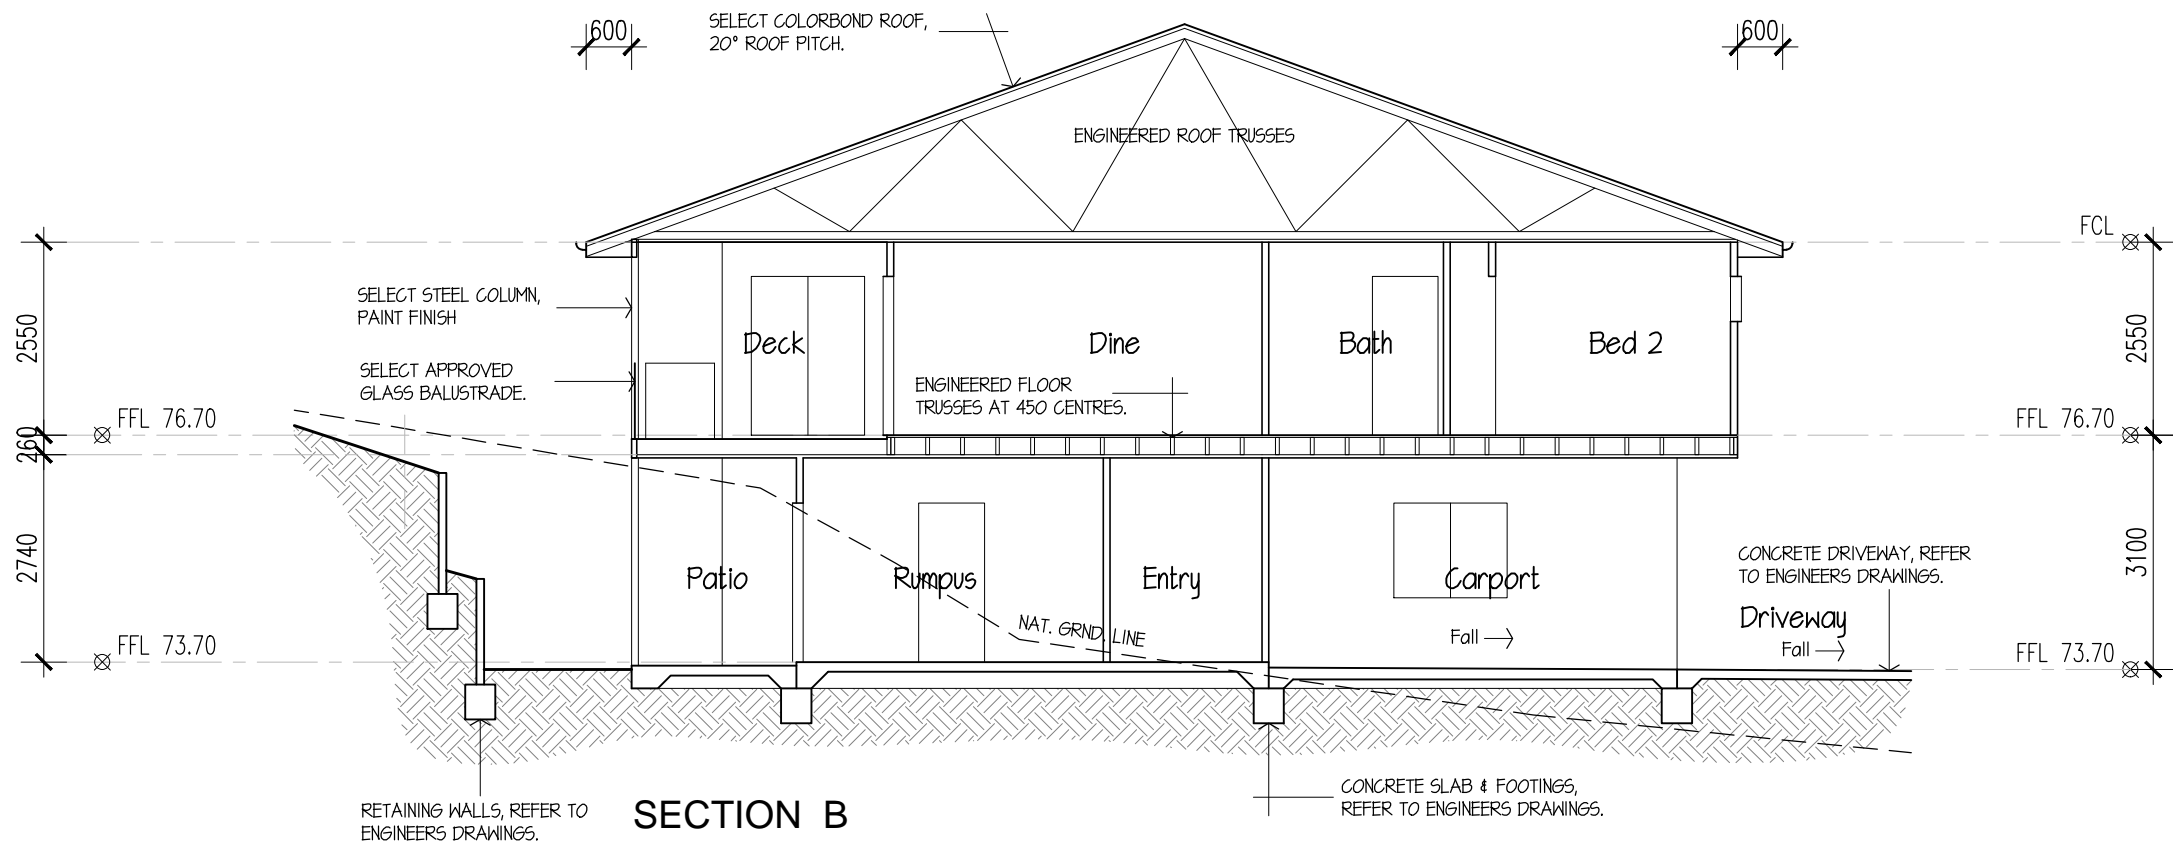 600
SELECT COLORBOND ROOF,
20° ROOF PITCH.
600
ENGINEERED ROOF TRUSSES
FCL
SELECT STEEL COLUMN,
PAINT FINISH
2550
Deck
Dine
Bath
Bed 2
2550
SELECT APPROVED
GLASS BALUSTRADE.
ENGINEERED FLOOR
TRUSSES AT 450 CENTRES.
FFL 76.70
FFL 76.70
260
2740
Patio
Rumpus
Entry
Carport
CONCRETE DRIVEWAY, REFER
TO ENGINEERS DRAWINGS.
3100
Driveway
NAT. GRND. LINE
Fall
Fall
FFL 73.70
FFL 73.70
RETAINING WALLS, REFER TO
ENGINEERS DRAWINGS.
SECTION B
CONCRETE SLAB & FOOTINGS,
REFER TO ENGINEERS DRAWINGS.